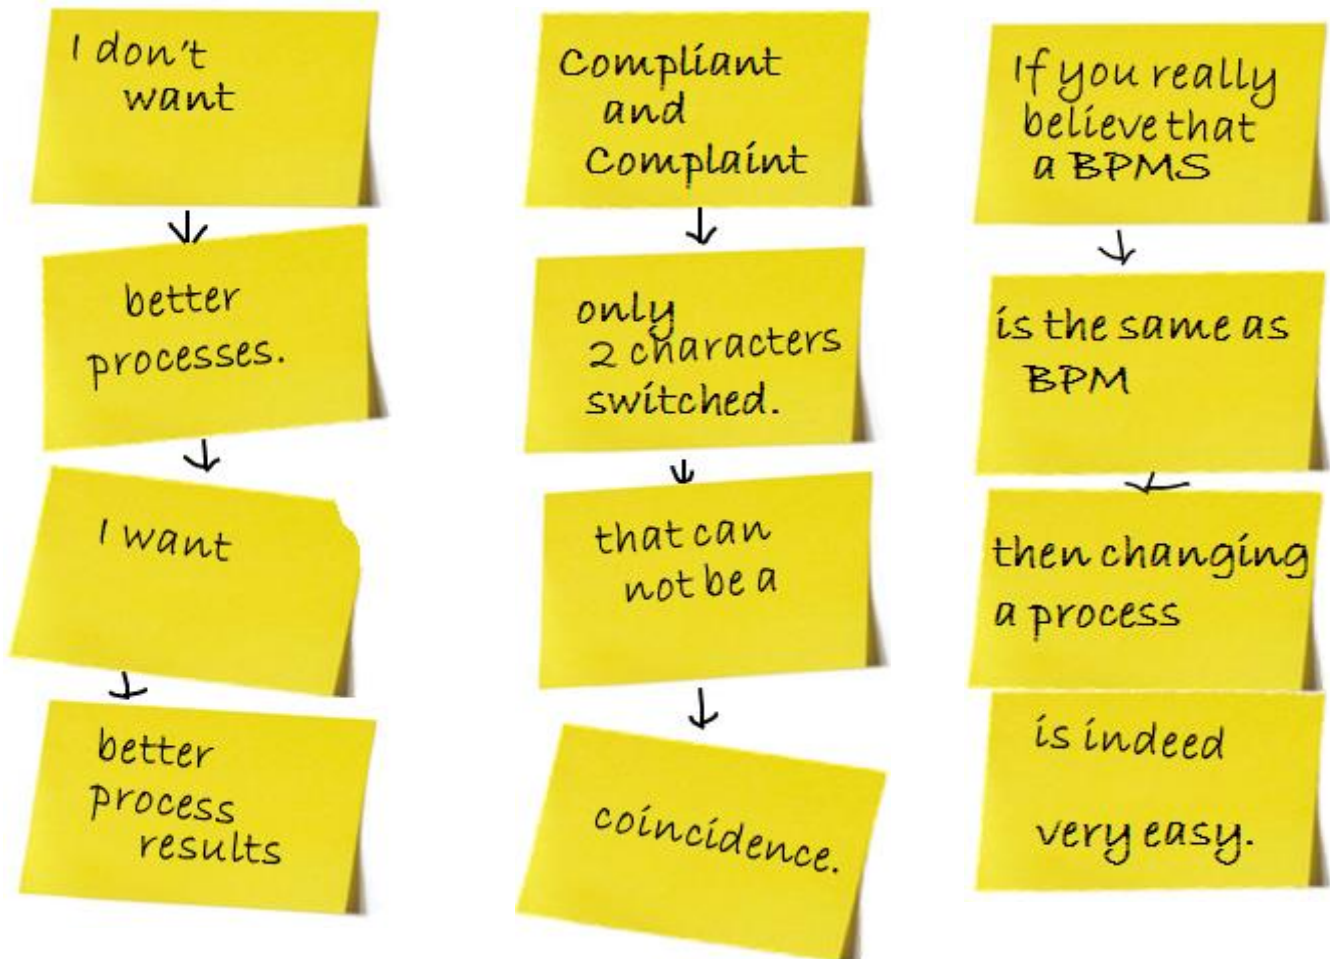 I don't
want
better
processes.
I want
better
process
results
Compliant
and
Complaint
only
2 characters
switched.
that can
not be a
coincidence.
If you really
believe that
a BPMS
is the same as
BPM
then changing
a process
is indeed
very easy.